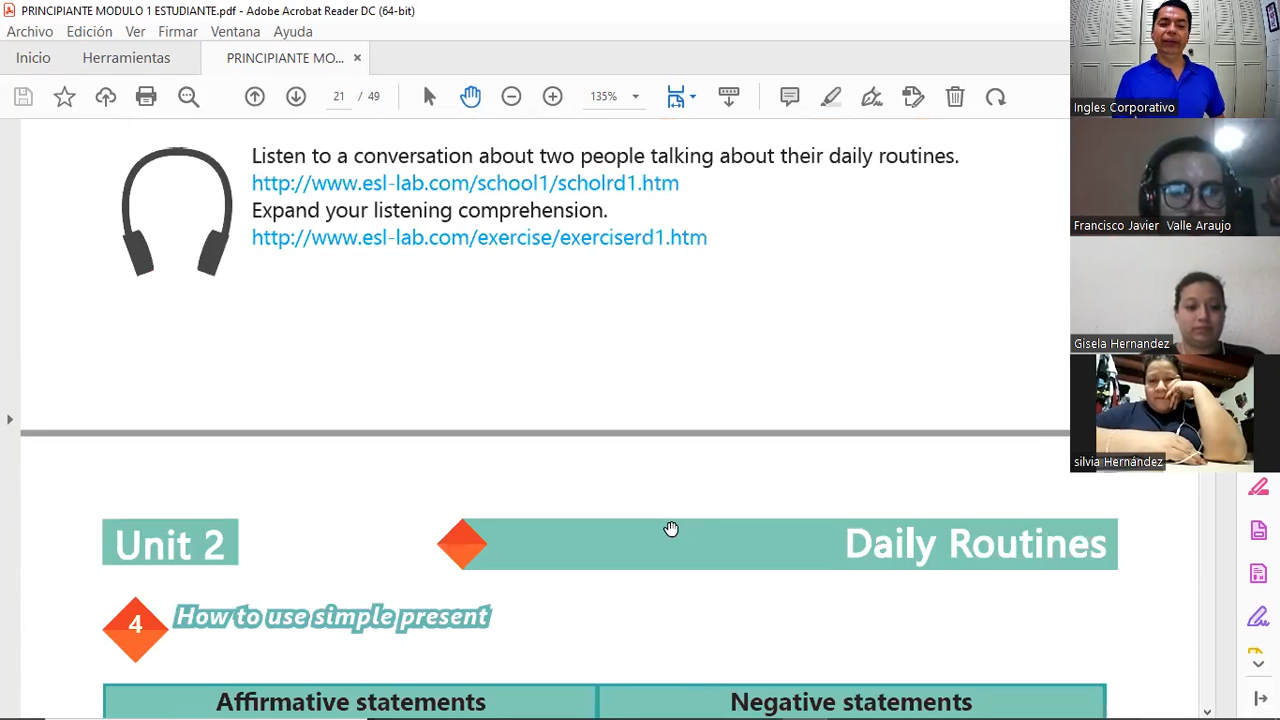 PRINCIPIANTE MODULO 1 ESTUDIANTE.pdf - Adobe Acrobat Reader DC (64-bit)
Archivo Edición Ver Firmar Ventana Ayuda
Inicio Herramientas PRINCIPIANTE MO... ×
21 / 49 135%
Ingles Corporativo
Listen to a conversation about two people talking about their daily routines.
http://www.esl-lab.com/school1/scholrd1.htm
Expand your listening comprehension.
http://www.esl-lab.com/exercise/exerciserd1.htm
Francisco Javier Valle Araujo
Gisela Hernandez
silvia Hernández
Unit 2 Daily Routines
4 How to use simple present
Affirmative statements Negative statements